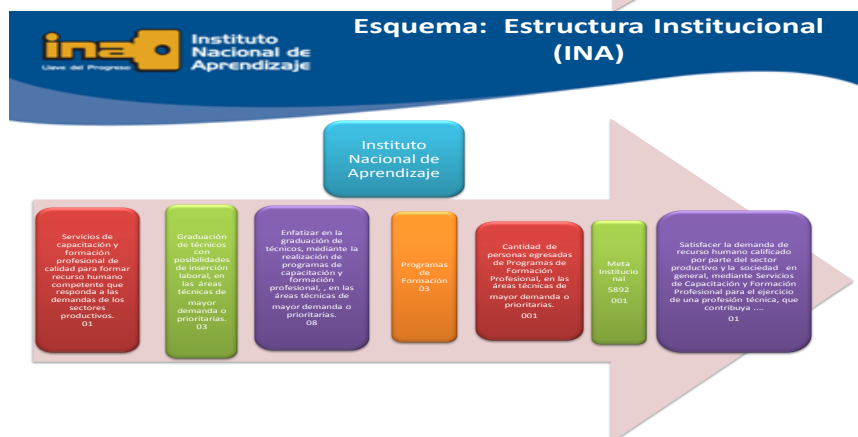 ina
Llave del Progreso
Instituto
Nacional de
Aprendizaje
Esquema: Estructura Institucional
(INA)
Instituto
Nacional de
Aprendizaje
Servicios de
capacitación y
formación
profesional de
calidad para formar
recurso humano
competente que
responda a las
demandas de los
sectores
productivos.
01
Graduación
de técnicos
con
posibilidades
de inserción
laboral, en
las áreas
técnicas de
mayor
demanda o
prioritarias.
03
Enfatizar en la
graduación de
técnicos, mediante la
realización de
programas de
capacitación y
formación
profesional, , en las
áreas técnicas de
mayor demanda o
prioritarias.
08
Programas
de
Formación
03
Cantidad de
personas egresadas
de Programas de
Formación
Profesional, en las
áreas técnicas de
mayor demanda o
prioritarias.
001
Meta
Institucio
nal
5892
001
Satisfacer la demanda de
recurso humano calificado
por parte del sector
productivo y la sociedad en
general, mediante Servicios
de Capacitación y Formación
Profesional para el ejercicio
de una profesión técnica, que
contribuya ....
01